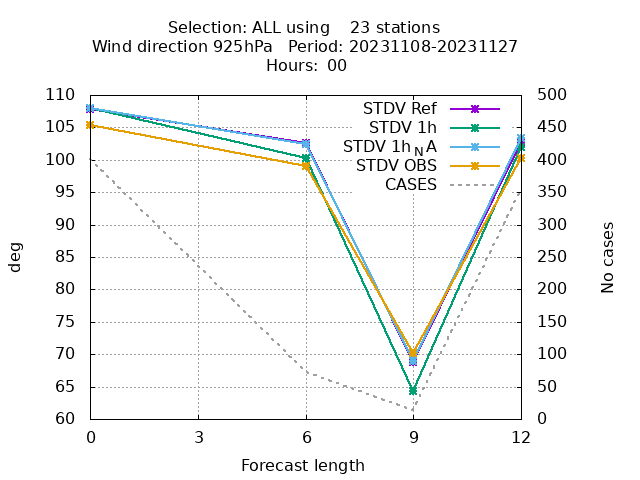 Selection: ALL using    23 stations
Wind direction 925hPa   Period: 20231108-20231127
Hours: 00
110
105
100
95
90
85
80
75
70
65
60
deg
STDV Ref
STDV 1h
STDV 1h_NA
STDV OBS
CASES
500
450
400
350
300
250
200
150
100
50
0
No cases
0 3 6 9 12
Forecast length